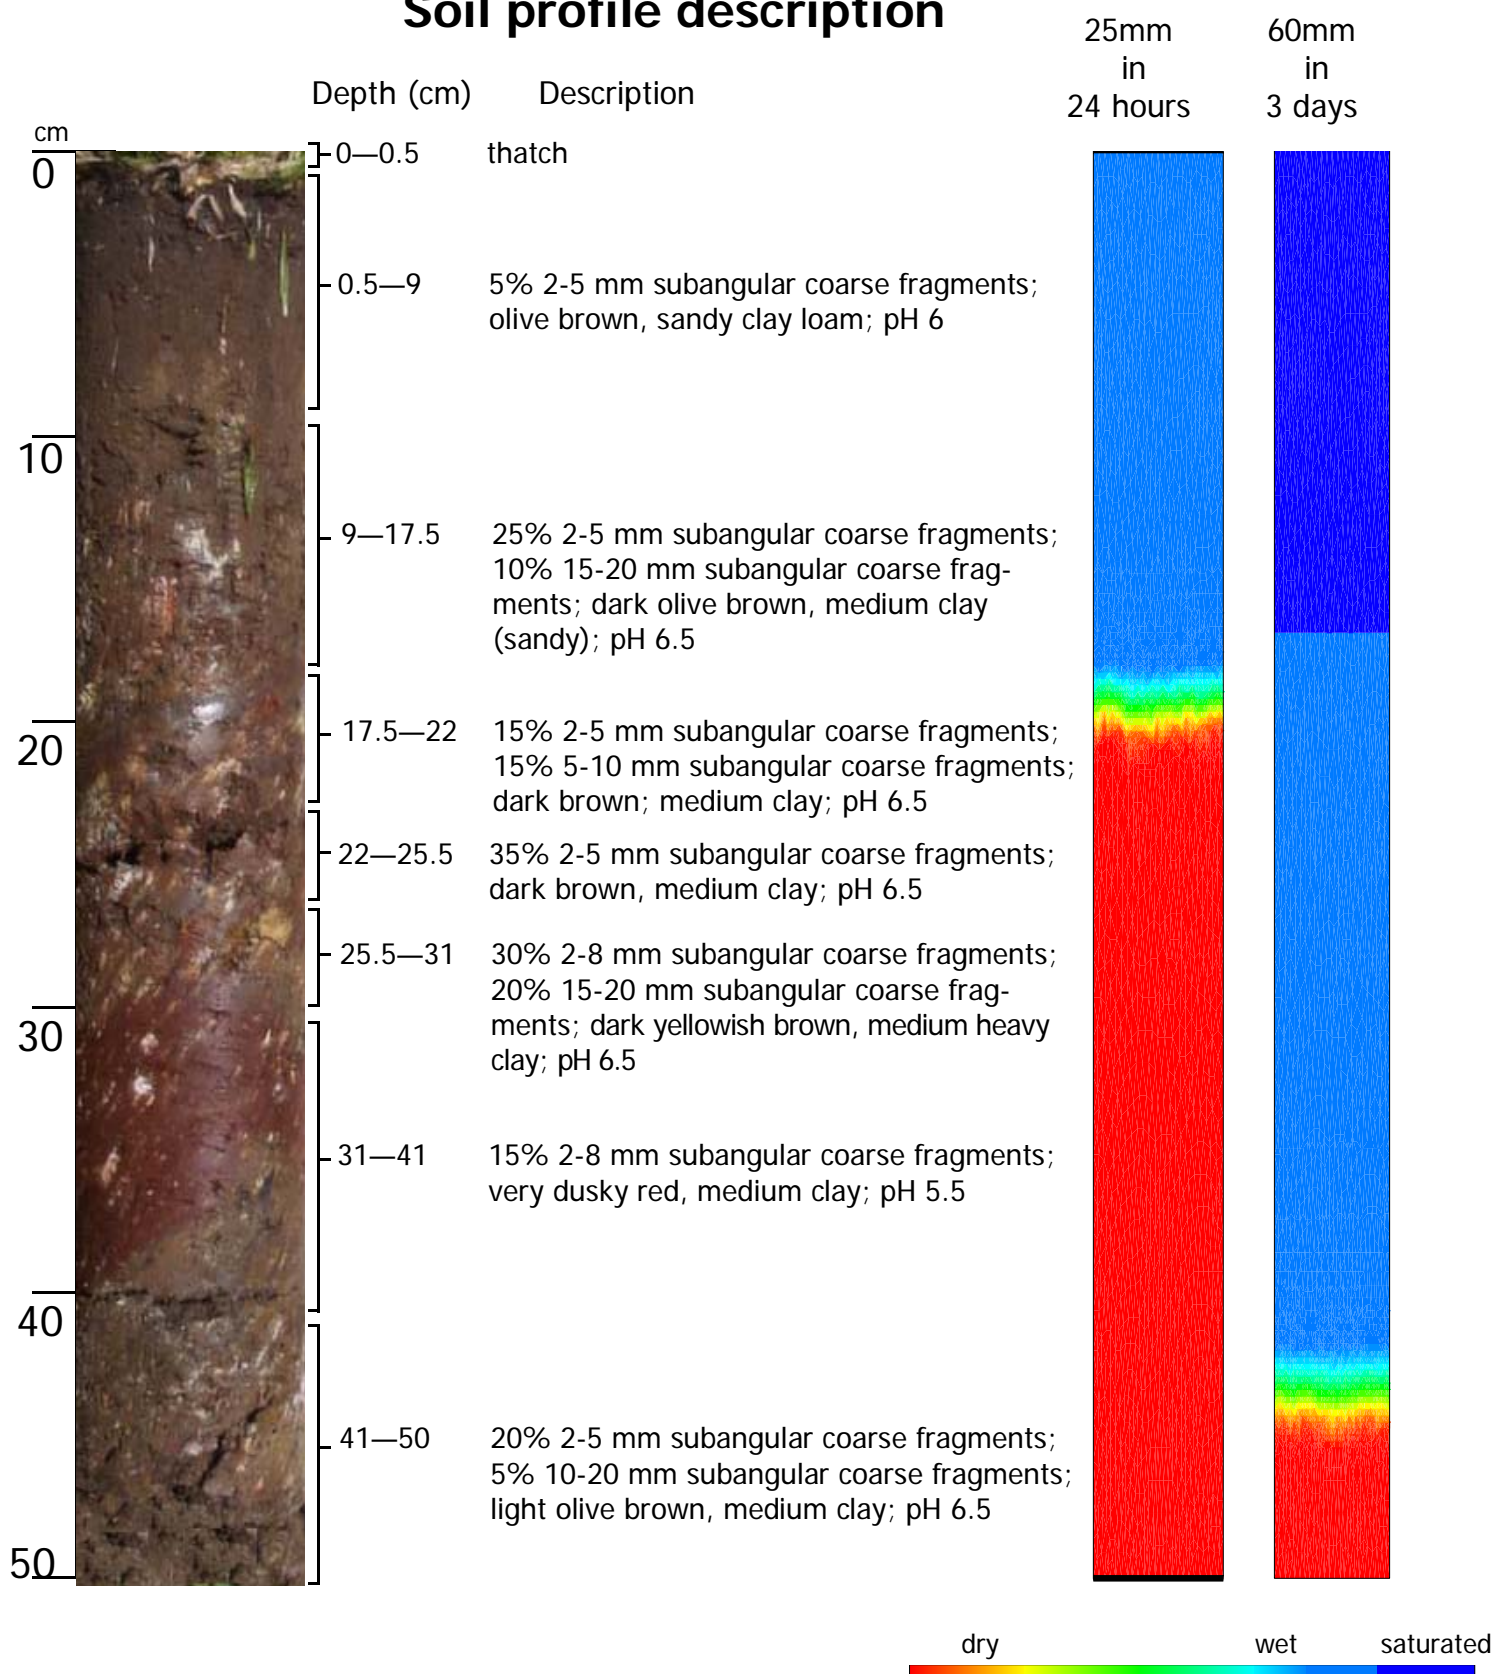 Soil profile description
25mm
in
24 hours
60mm
in
3 days
Depth (cm)
Description
cm
0
10
20
30
40
50
0—0.5
thatch
0.5—9
5% 2-5 mm subangular coarse fragments;
olive brown, sandy clay loam; pH 6
9—17.5
25% 2-5 mm subangular coarse fragments;
10% 15-20 mm subangular coarse frag-
ments; dark olive brown, medium clay
(sandy); pH 6.5
17.5—22
15% 2-5 mm subangular coarse fragments;
15% 5-10 mm subangular coarse fragments;
dark brown; medium clay; pH 6.5
22—25.5
35% 2-5 mm subangular coarse fragments;
dark brown, medium clay; pH 6.5
25.5—31
30% 2-8 mm subangular coarse fragments;
20% 15-20 mm subangular coarse frag-
ments; dark yellowish brown, medium heavy
clay; pH 6.5
31—41
15% 2-8 mm subangular coarse fragments;
very dusky red, medium clay; pH 5.5
41—50
20% 2-5 mm subangular coarse fragments;
5% 10-20 mm subangular coarse fragments;
light olive brown, medium clay; pH 6.5
dry
wet
saturated